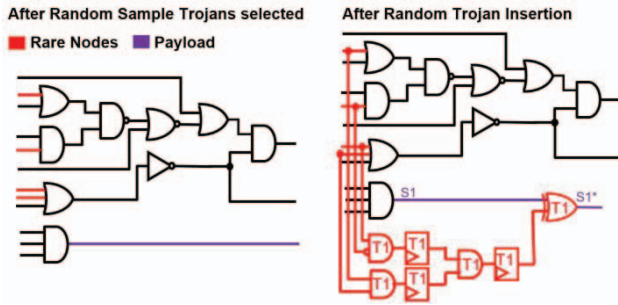 After Random Sample Trojans selected
Rare Nodes Payload
After Random Trojan Insertion
S1
T1
S1*
T1
T1
T1
T1
T1
T1